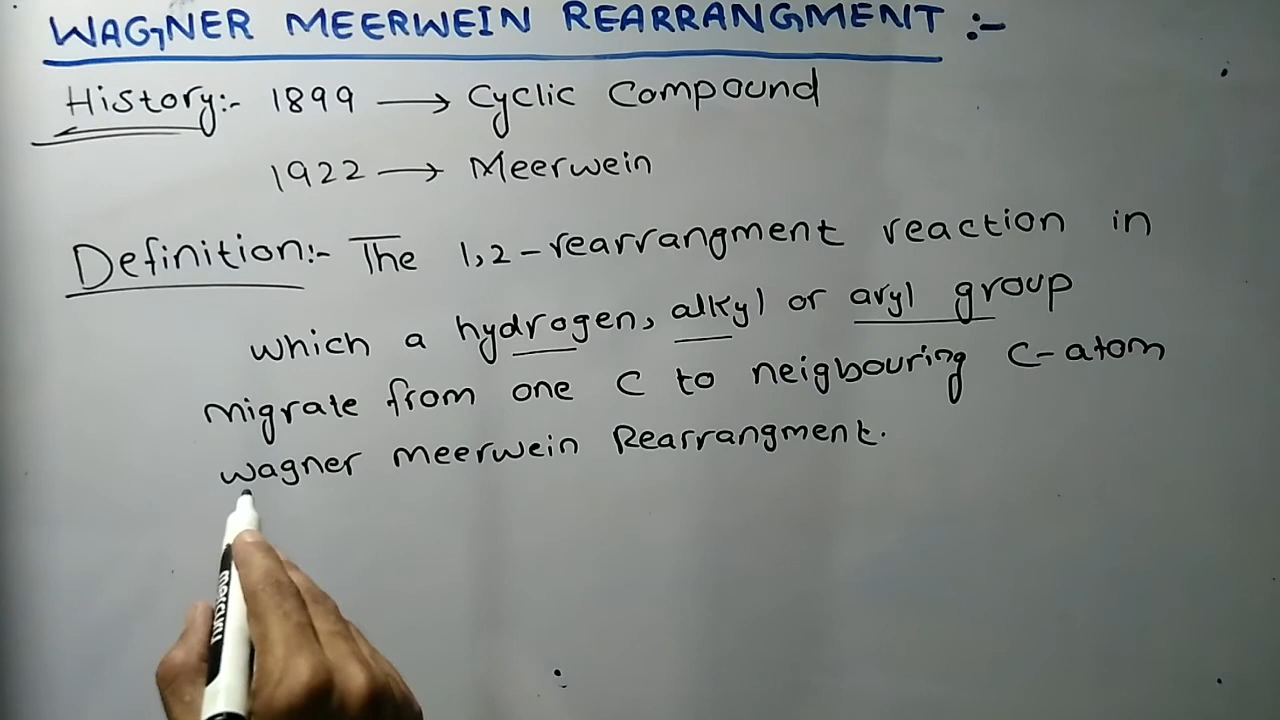 WAGNER MEERWEIN REARRANGMENT :-
History:- 1899 → Cyclic Compound
1922 → Meerwein
Definition:- The 1,2-rearrangment reaction in
which a hydrogen, alkyl or aryl group
migrate from one C to neigbouring C-atom
Wagner Meerwein Rearrangment.